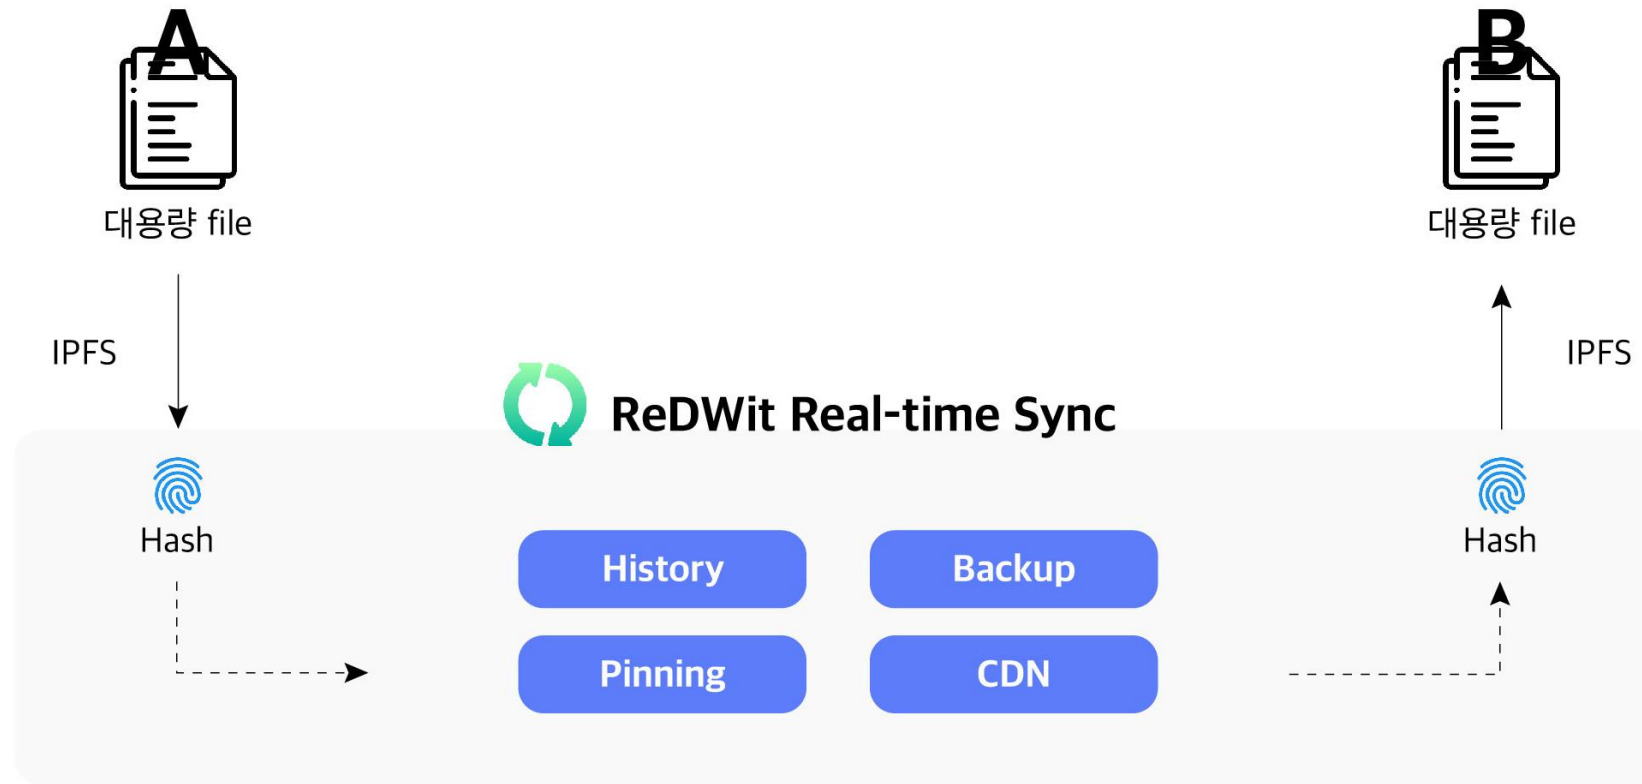 A
B
대용량 file
대용량 file
IPFS
IPFS
ReDWit Real-time Sync
Hash
Hash
History
Backup
Pinning
CDN